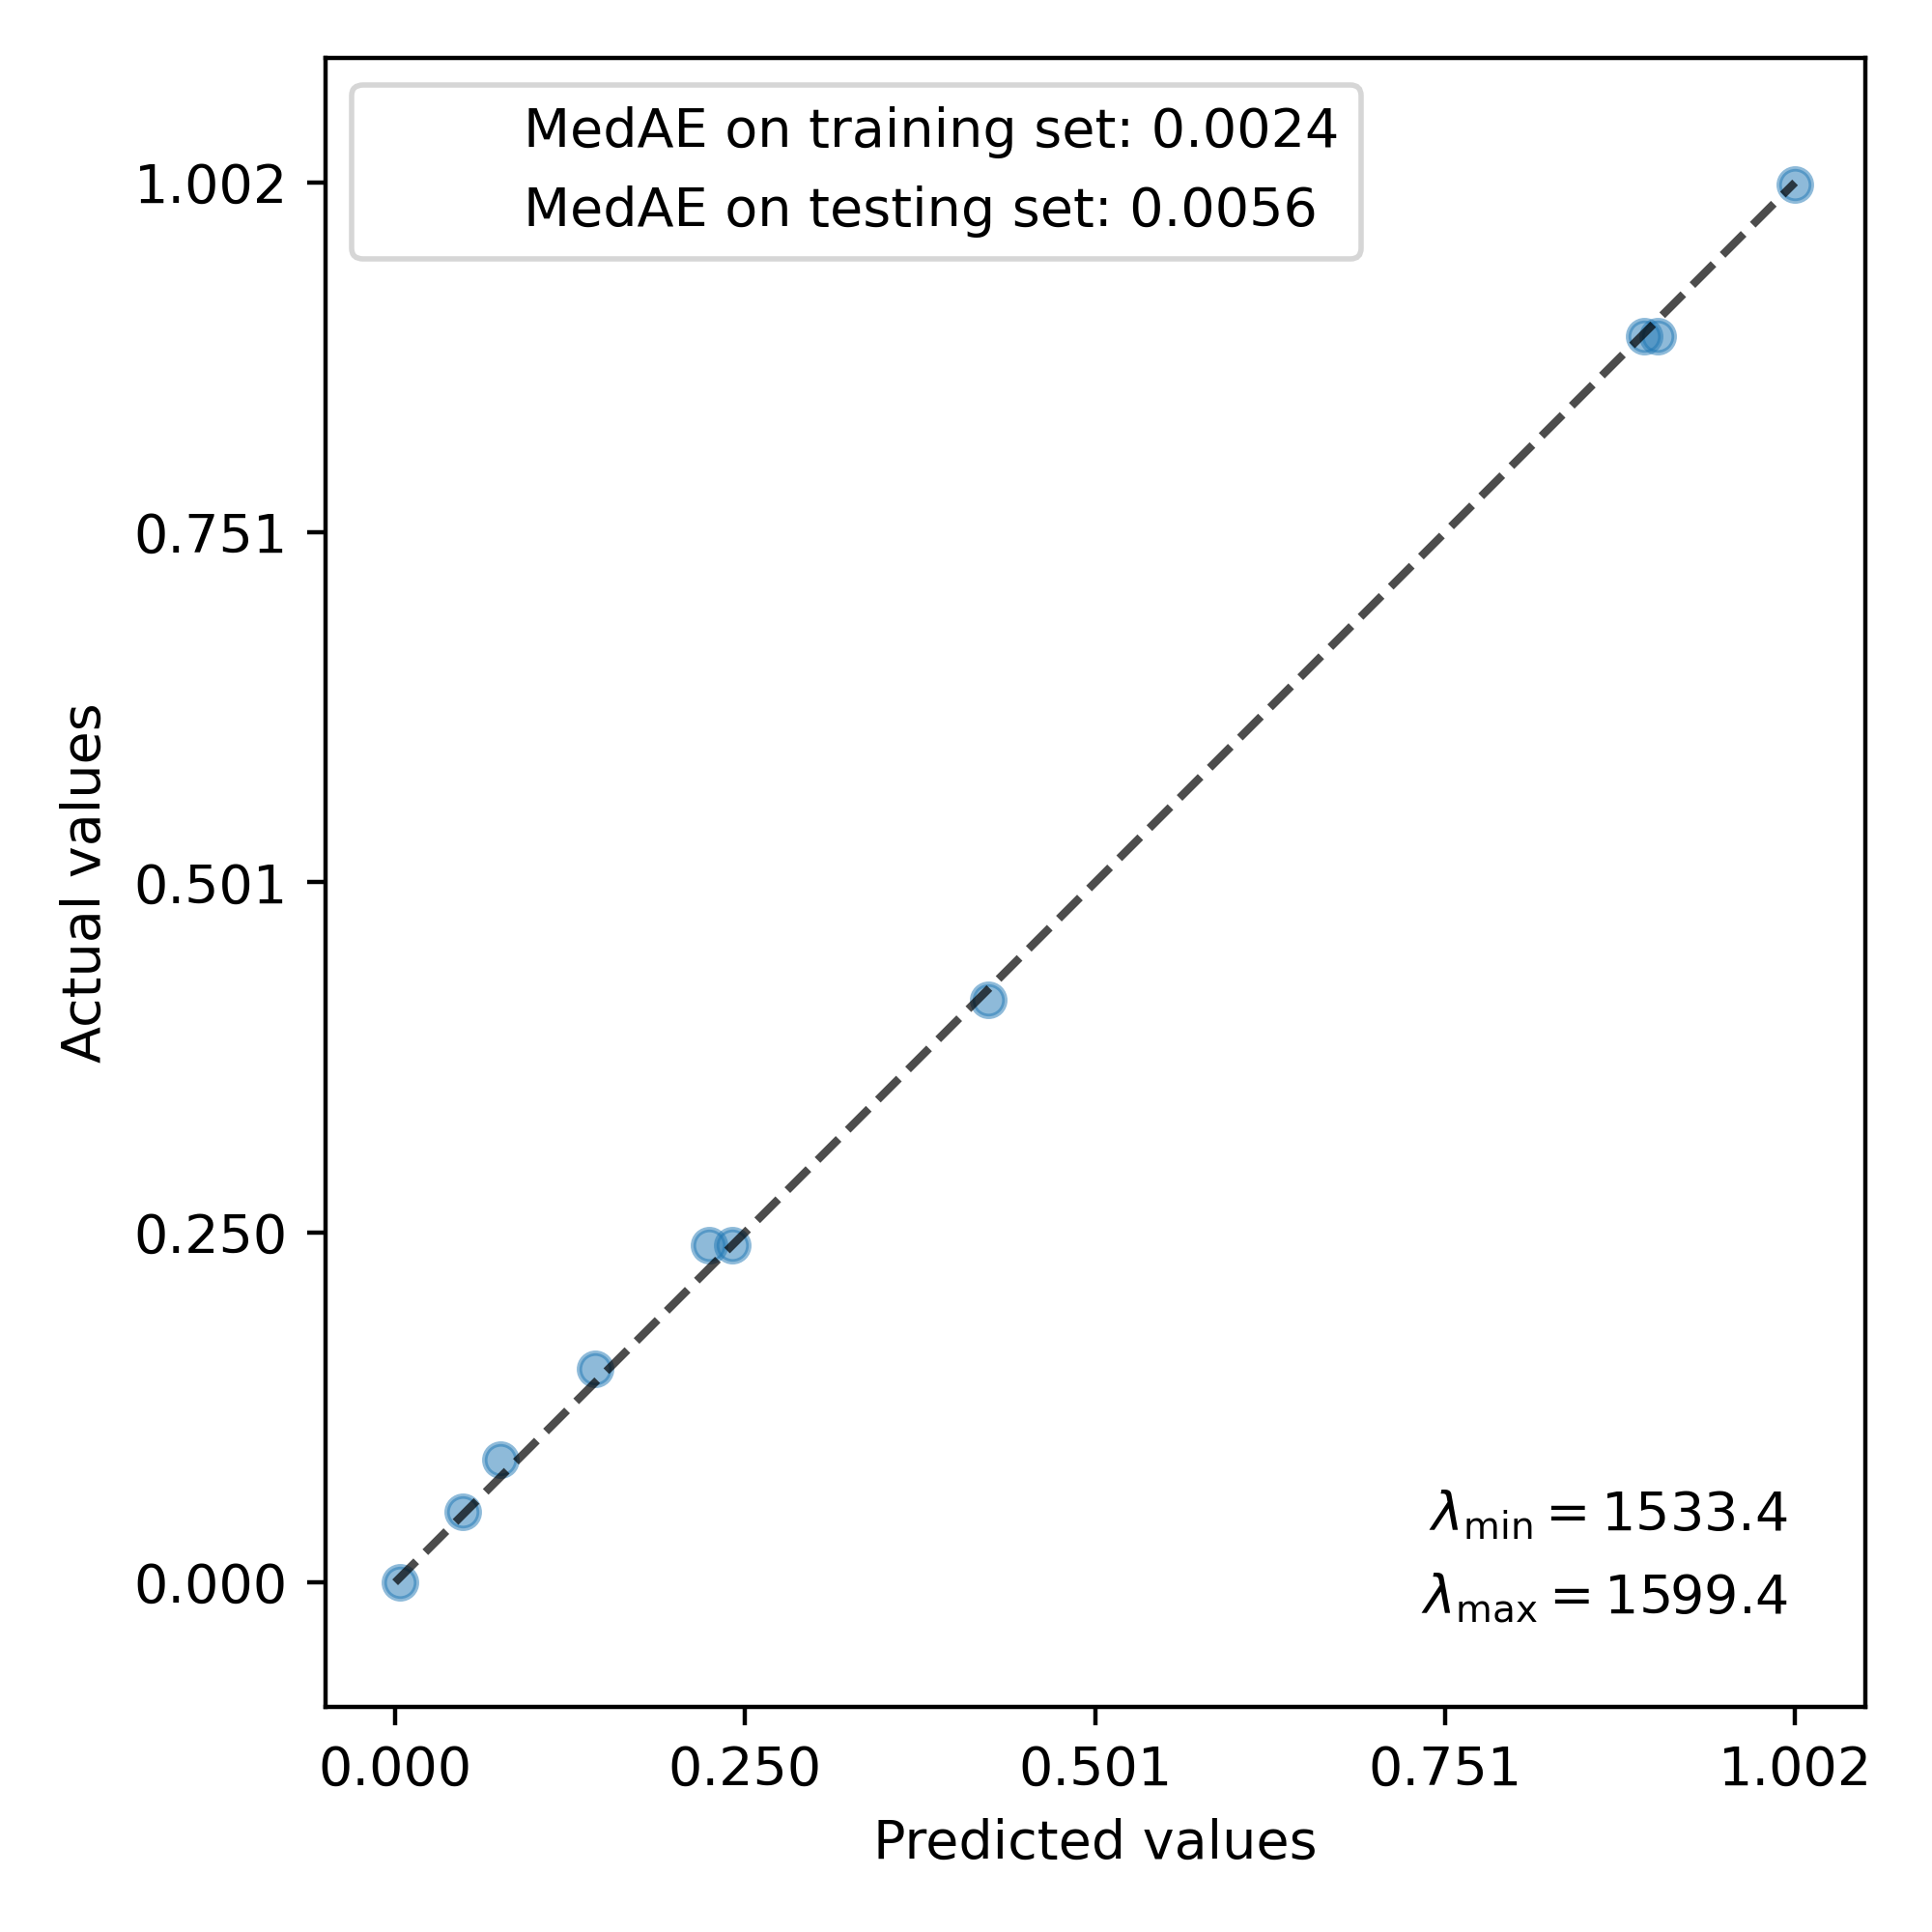 MedAE on training set: 0.0024
MedAE on testing set: 0.0056
1.002
0.751
0.501
0.250
0.000
Actual values
λmin = 1533.4
λmax = 1599.4
0.000 0.250 0.501 0.751 1.002
Predicted values